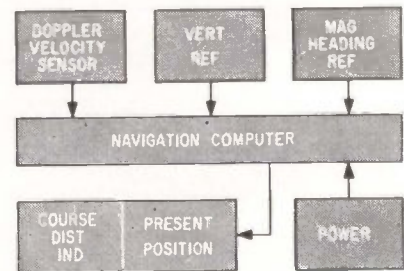 DOPPLER
VELOCITY
SENSOR
VERT
REF
MAG
HEADING
REF
NAVIGATION COMPUTER
COURSE
DIST
IND
PRESENT
POSITION
POWER